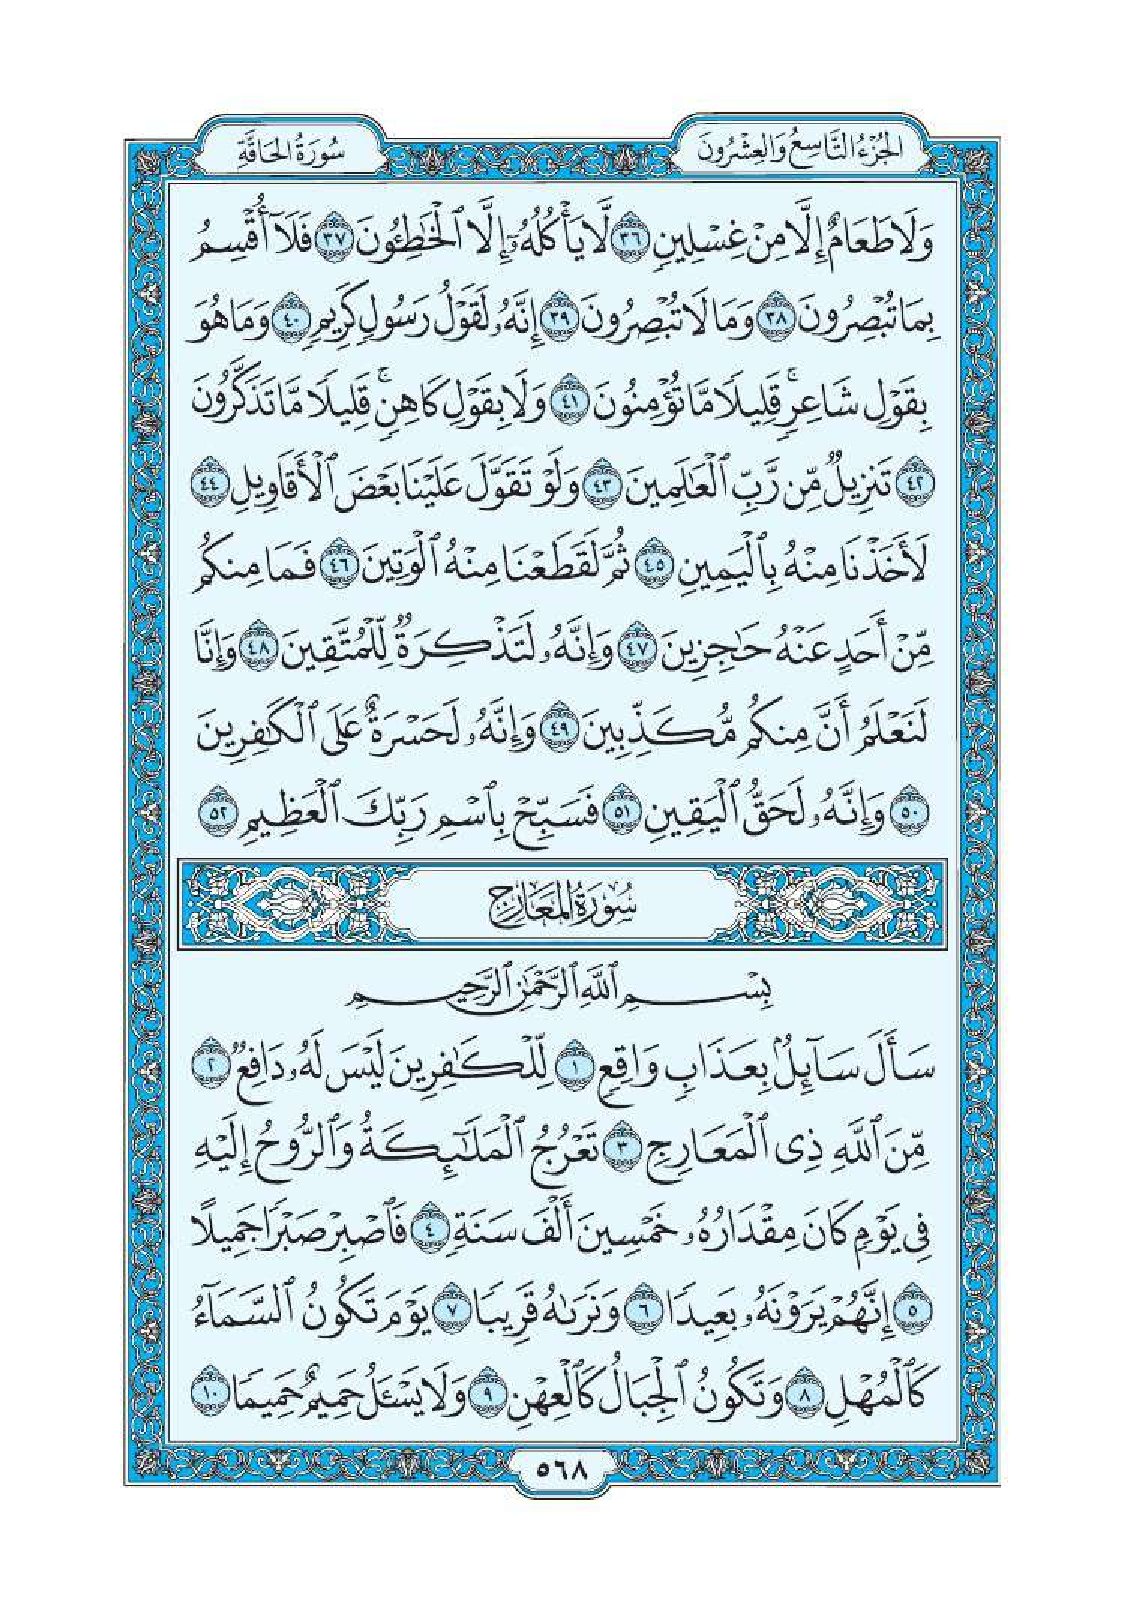 الجُزْءُ التَّاسِعُ وَالعِشْرُونَ
سُورَةُ الحَاقَّةِ
وَلَا طَعَامٌ إِلَّا مِنْ غِسْلِينٍ ٣٦ لَّا يَأْكُلُهُۥٓ إِلَّا ٱلْخَٰطِـُٔونَ ٣٧ فَلَآ أُقْسِمُ
بِمَا تُبْصِرُونَ ٣٨ وَمَا لَا تُبْصِرُونَ ٣٩ إِنَّهُۥ لَقَوْلُ رَسُولٍ كَرِيمٍ ٤٠ وَمَا هُوَ
بِقَوْلِ شَاعِرٍ ۚ قَلِيلًا مَّا تُؤْمِنُونَ ٤١ وَلَا بِقَوْلِ كَاهِنٍ ۚ قَلِيلًا مَّا تَذَكَّرُونَ
٤٢ تَنزِيلٌ مِّن رَّبِّ ٱلْعَٰلَمِينَ ٤٣ وَلَوْ تَقَوَّلَ عَلَيْنَا بَعْضَ ٱلْأَقَاوِيلِ ٤٤
لَأَخَذْنَا مِنْهُ بِٱلْيَمِينِ ٤٥ ثُمَّ لَقَطَعْنَا مِنْهُ ٱلْوَتِينَ ٤٦ فَمَا مِنكُم
مِّنْ أَحَدٍ عَنْهُ حَٰجِزِينَ ٤٧ وَإِنَّهُۥ لَتَذْكِرَةٌ لِّلْمُتَّقِينَ ٤٨ وَإِنَّا
لَنَعْلَمُ أَنَّ مِنكُم مُّكَذِّبِينَ ٤٩ وَإِنَّهُۥ لَحَسْرَةٌ عَلَى ٱلْكَٰفِرِينَ
٥٠ وَإِنَّهُۥ لَحَقُّ ٱلْيَقِينِ ٥١ فَسَبِّحْ بِٱسْمِ رَبِّكَ ٱلْعَظِيمِ ٥٢
سُورَةُ المَعَارِجِ
بِسْمِ ٱللَّهِ ٱلرَّحْمَٰنِ ٱلرَّحِيمِ
سَأَلَ سَآئِلٌۢ بِعَذَابٍ وَاقِعٍ ١ لِّلْكَٰفِرِينَ لَيْسَ لَهُۥ دَافِعٌ ٢
مِّنَ ٱللَّهِ ذِى ٱلْمَعَارِجِ ٣ تَعْرُجُ ٱلْمَلَٰٓئِكَةُ وَٱلرُّوحُ إِلَيْهِ
فِى يَوْمٍ كَانَ مِقْدَارُهُۥ خَمْسِينَ أَلْفَ سَنَةٍ ٤ فَٱصْبِرْ صَبْرًا جَمِيلًا
٥ إِنَّهُمْ يَرَوْنَهُۥ بَعِيدًا ٦ وَنَرَىٰهُ قَرِيبًا ٧ يَوْمَ تَكُونُ ٱلسَّمَآءُ
كَٱلْمُهْلِ ٨ وَتَكُونُ ٱلْجِبَالُ كَٱلْعِهْنِ ٩ وَلَا يَسْـَٔلُ حَمِيمٌ حَمِيمًا ١٠
٥٦٨